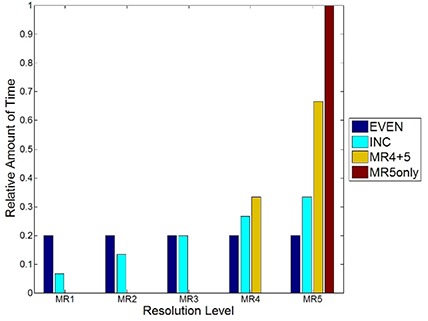 1
0.9
0.8
0.7
0.6
0.5
0.4
0.3
0.2
0.1
0
Relative Amount of Time
MR1 MR2 MR3 MR4 MR5
Resolution Level
EVEN
INC
MR4+5
MR5only